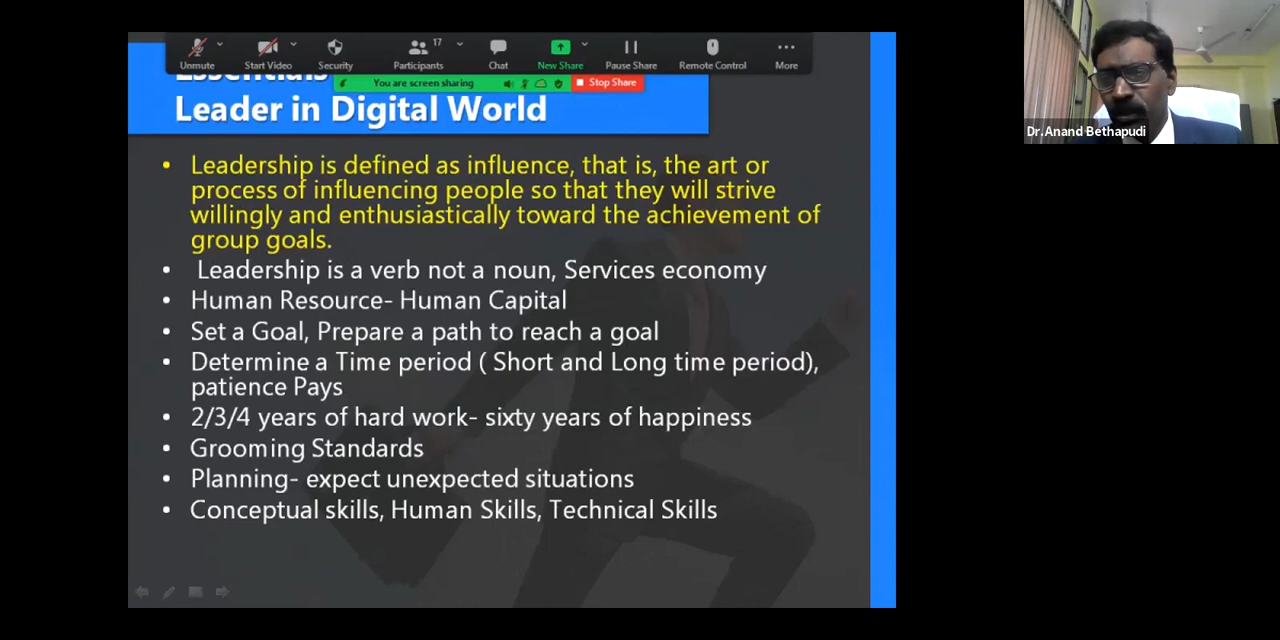 Unmute
Start Video
Security
Participants
17
Chat
New Share
Pause Share
Remote Control
More
You are screen sharing
Stop Share
Essentials
Leader in Digital World
Dr.Anand Bethapudi
• Leadership is defined as influence, that is, the art or
process of influencing people so that they will strive
willingly and enthusiastically toward the achievement of
group goals.
• Leadership is a verb not a noun, Services economy
• Human Resource- Human Capital
• Set a Goal, Prepare a path to reach a goal
• Determine a Time period ( Short and Long time period),
patience Pays
• 2/3/4 years of hard work- sixty years of happiness
• Grooming Standards
• Planning- expect unexpected situations
• Conceptual skills, Human Skills, Technical Skills